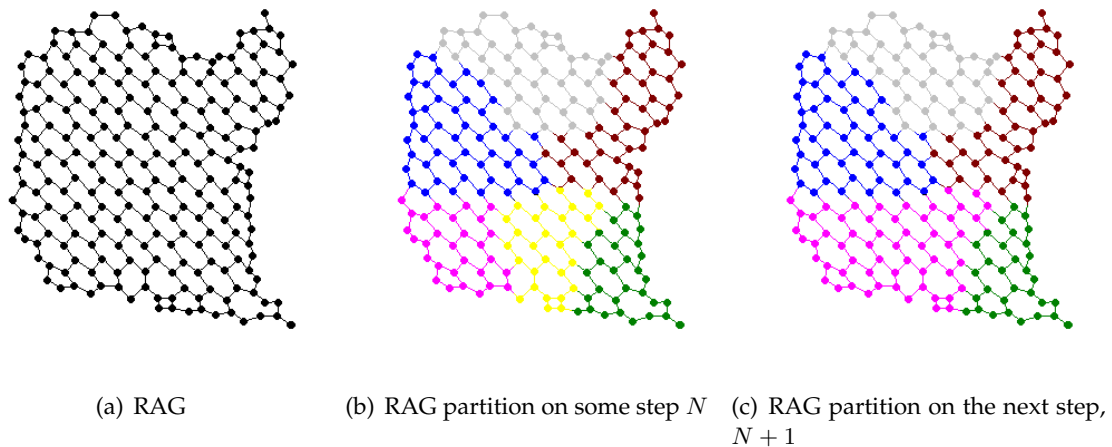 (a) RAG
(b) RAG partition on some step N
(c) RAG partition on the next step,
N + 1